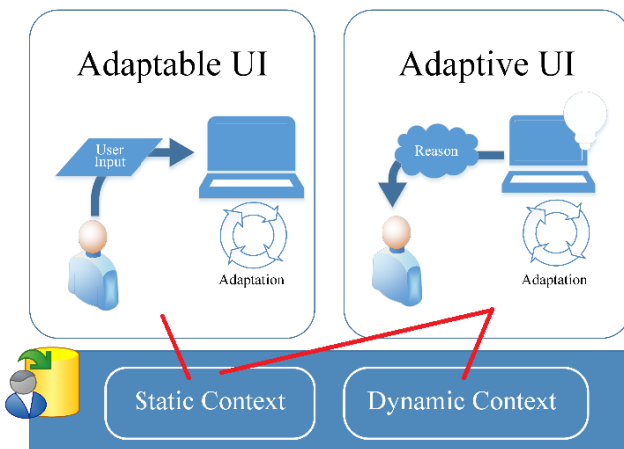 Adaptable UI
User
Input
Adaptation
Adaptive UI
Reason
Adaptation
Static Context
Dynamic Context